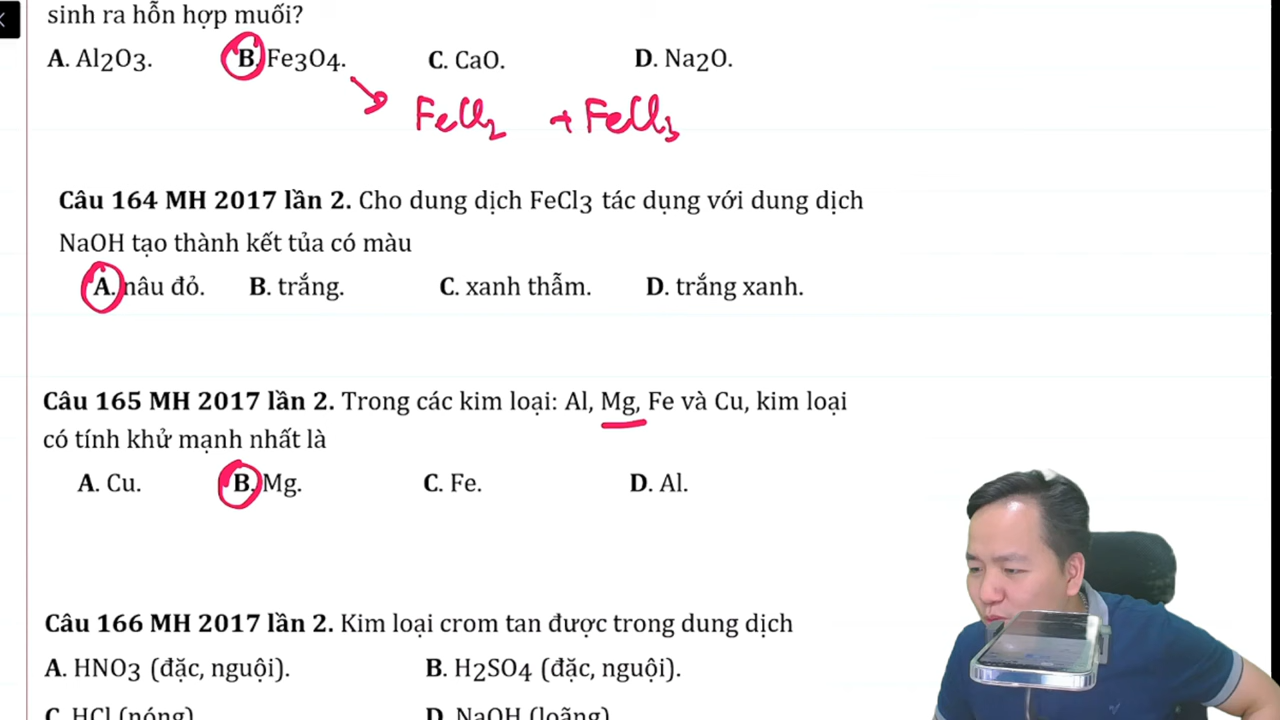 sinh ra hỗn hợp muối?
A. Al2O3. B. Fe3O4. C. CaO. D. Na2O.
FeCl2 + FeCl3
Câu 164 MH 2017 lần 2. Cho dung dịch FeCl3 tác dụng với dung dịch
NaOH tạo thành kết tủa có màu
A. nâu đỏ. B. trắng. C. xanh thẫm. D. trắng xanh.
Câu 165 MH 2017 lần 2. Trong các kim loại: Al, Mg, Fe và Cu, kim loại
có tính khử mạnh nhất là
A. Cu. B. Mg. C. Fe. D. Al.
Câu 166 MH 2017 lần 2. Kim loại crom tan được trong dung dịch
A. HNO3 (đặc, nguội). B. H2SO4 (đặc, nguội).
C. HCl (nóng) D. NaOH (loãng)